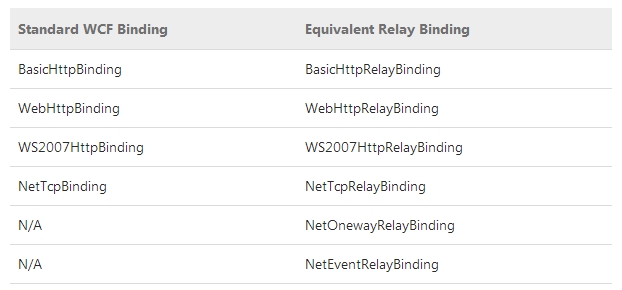 Standard WCF Binding Equivalent Relay Binding
BasicHttpBinding BasicHttpRelayBinding
WebHttpBinding WebHttpRelayBinding
WS2007HttpBinding WS2007HttpRelayBinding
NetTcpBinding NetTcpRelayBinding
N/A NetOnewayRelayBinding
N/A NetEventRelayBinding